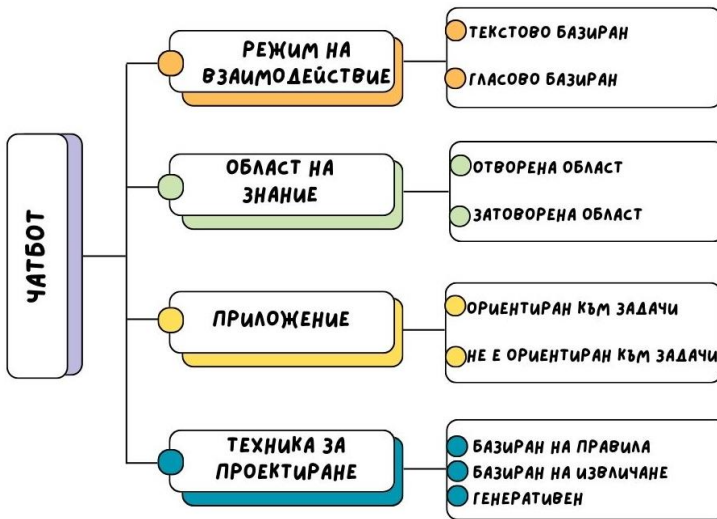 ЧАТБОТ
РЕЖИМ НА
ВЗАИМОДЕЙСТВИЕ
ТЕКСТОВО БАЗИРАН
ГЛАСОВО БАЗИРАН
ОБЛАСТ НА
ЗНАНИЕ
ОТВОРЕНА ОБЛАСТ
ЗАТОВОРЕНА ОБЛАСТ
ПРИЛОЖЕНИЕ
ОРИЕНТИРАН КЪМ ЗАДАЧИ
НЕ Е ОРИЕНТИРАН КЪМ ЗАДАЧИ
ТЕХНИКА ЗА
ПРОЕКТИРАНЕ
БАЗИРАН НА ПРАВИЛА
БАЗИРАН НА ИЗВЛИЧАНЕ
ГЕНЕРАТИВЕН